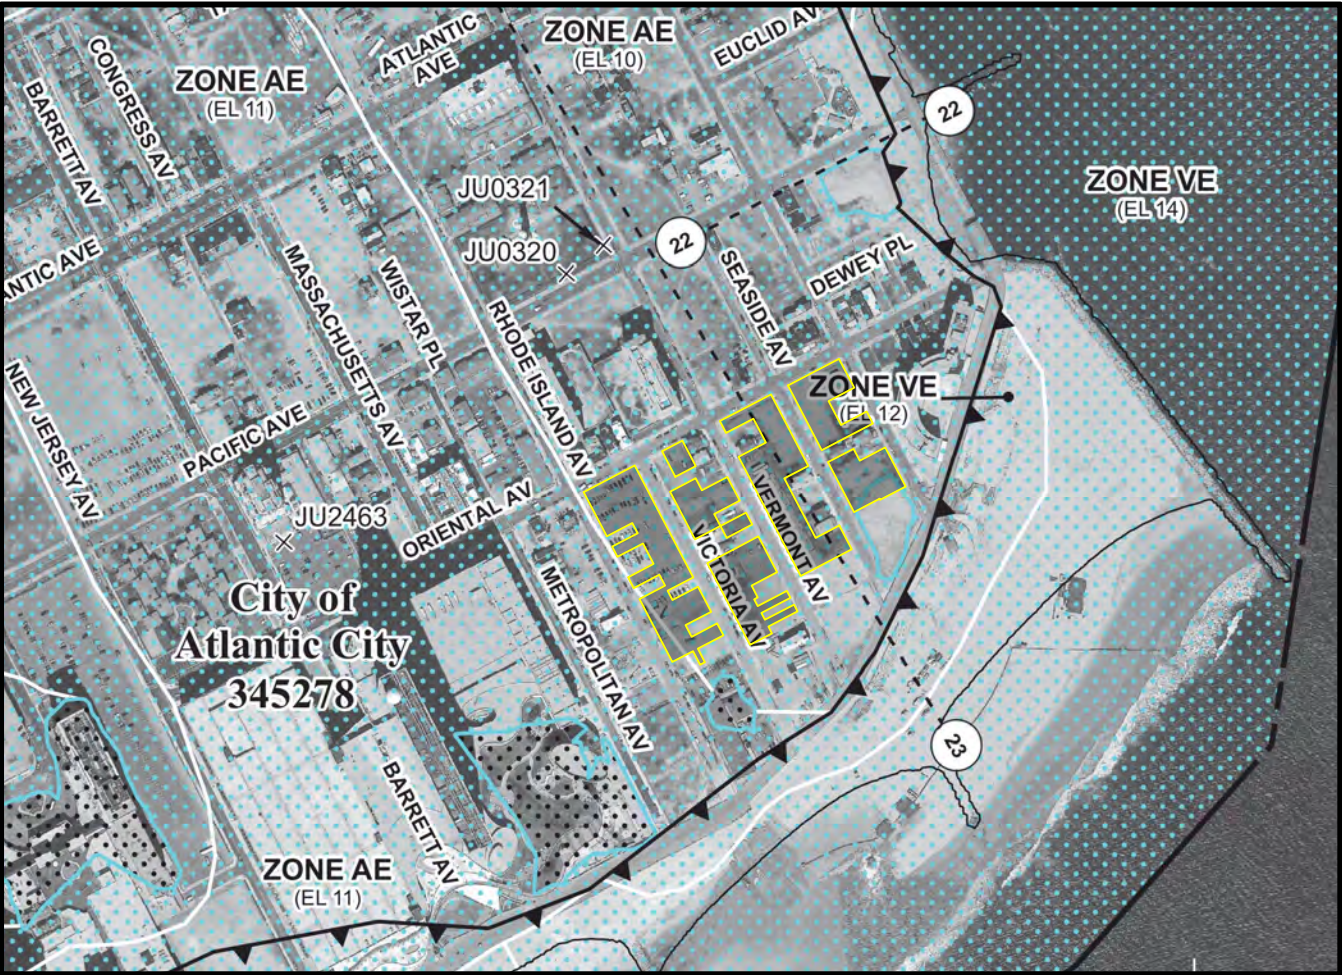 ATLANTIC
AVE
ZONE AE
(EL 10)
EUCLID AV
CONGRESS AV
ZONE AE
(EL 11)
BARRETT AV
22
JU0321
ZONE VE
(EL 14)
JU0320
22
ANTIC AVE
MASSACHUSETTS AV
WISTAR PL
SEASIDE AV
DEWEY PL
RHODE ISLAND AV
NEW JERSEY AV
PACIFIC AVE
ZONE VE
(EL 12)
JU2463
ORIENTAL AV
VERMONT AV
VICTORIA AV
METROPOLITAN AV
City of
Atlantic City
345278
23
BARRETT AV
ZONE AE
(EL 11)